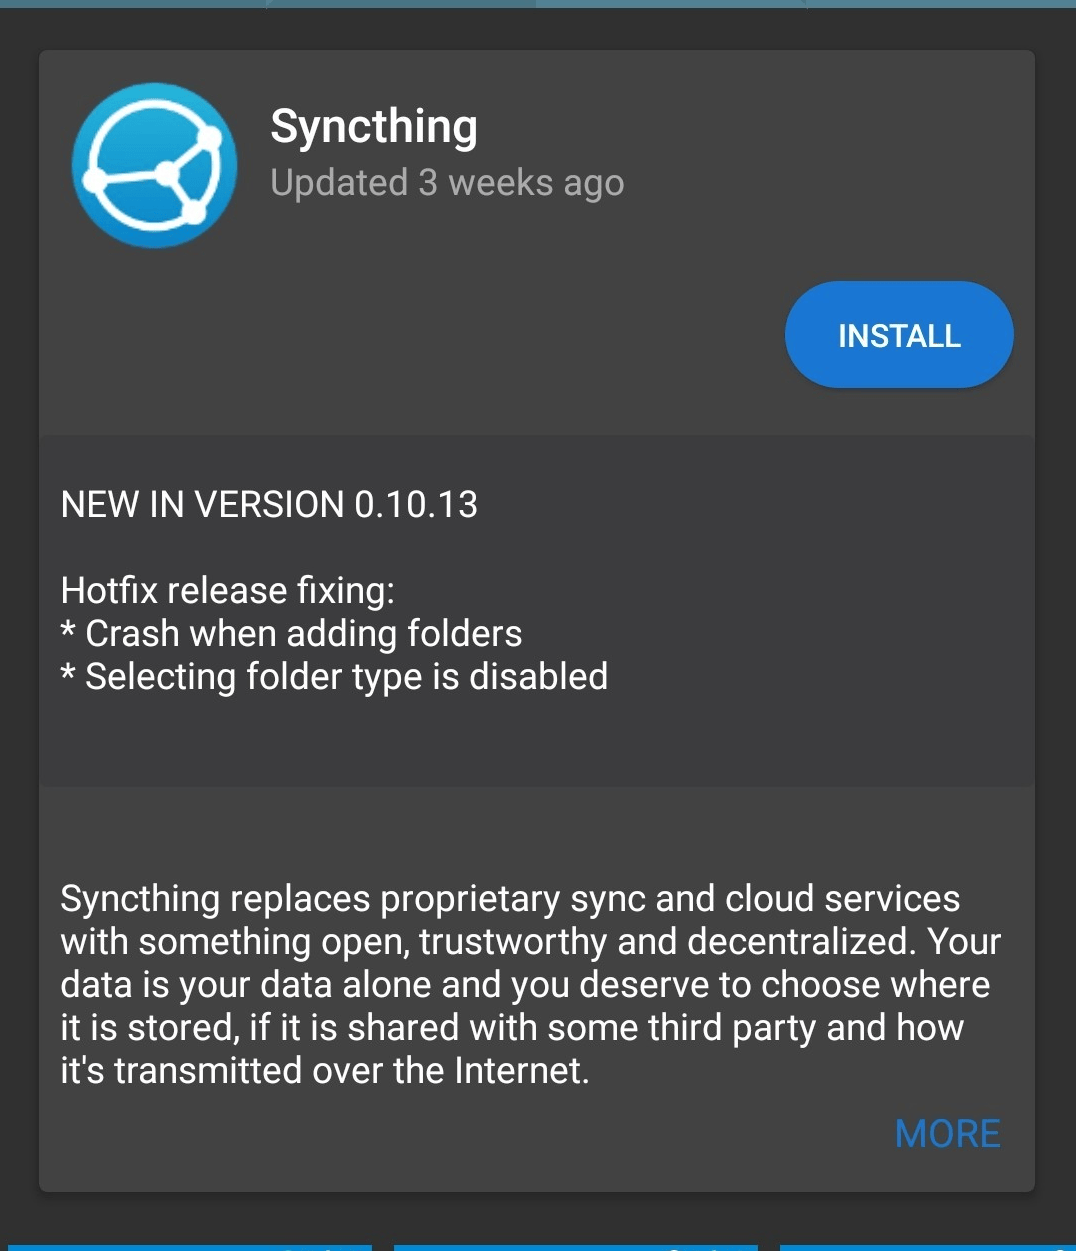 Syncthing
Updated 3 weeks ago
INSTALL
NEW IN VERSION 0.10.13
Hotfix release fixing:
* Crash when adding folders
* Selecting folder type is disabled
Syncthing replaces proprietary sync and cloud services
with something open, trustworthy and decentralized. Your
data is your data alone and you deserve to choose where
it is stored, if it is shared with some third party and how
it's transmitted over the Internet.
MORE